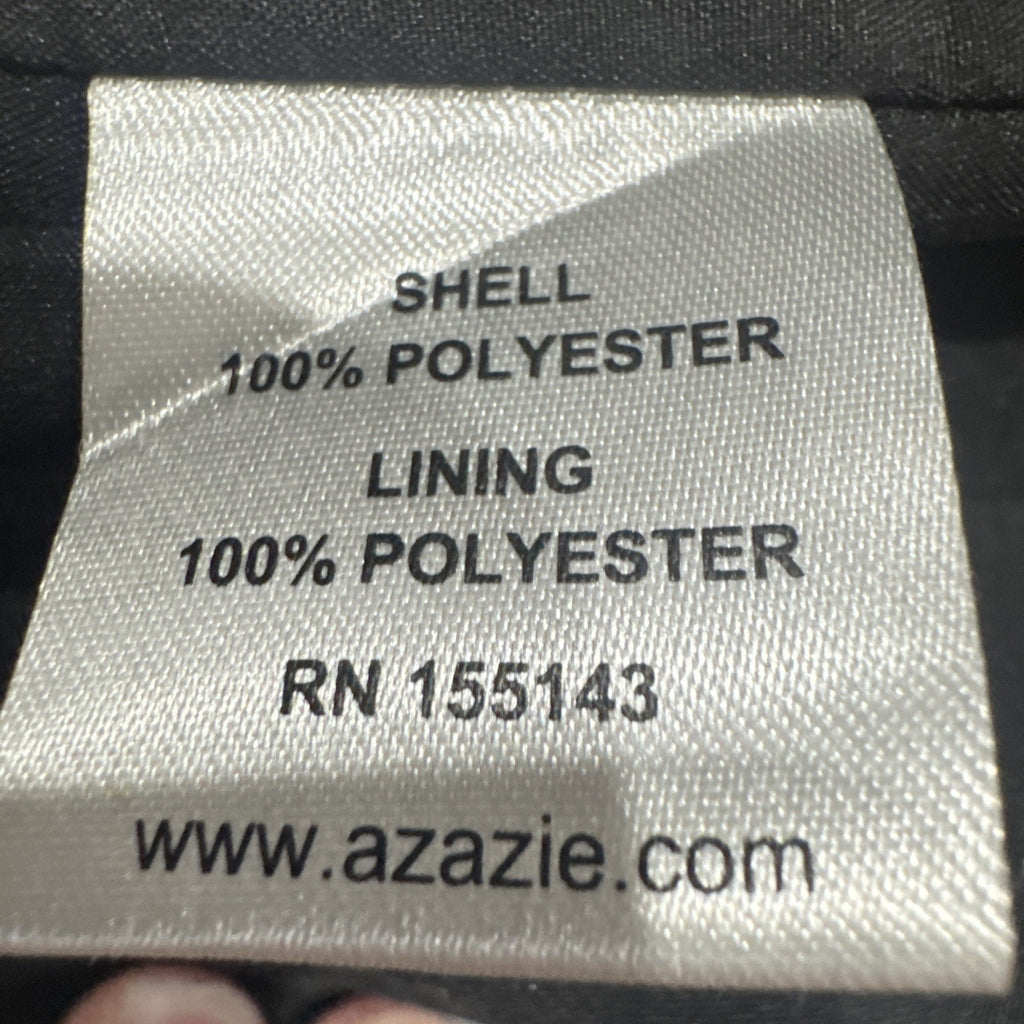 SHELL
100% POLYESTER
LINING
100% POLYESTER
RN 155143
www.azazie.com